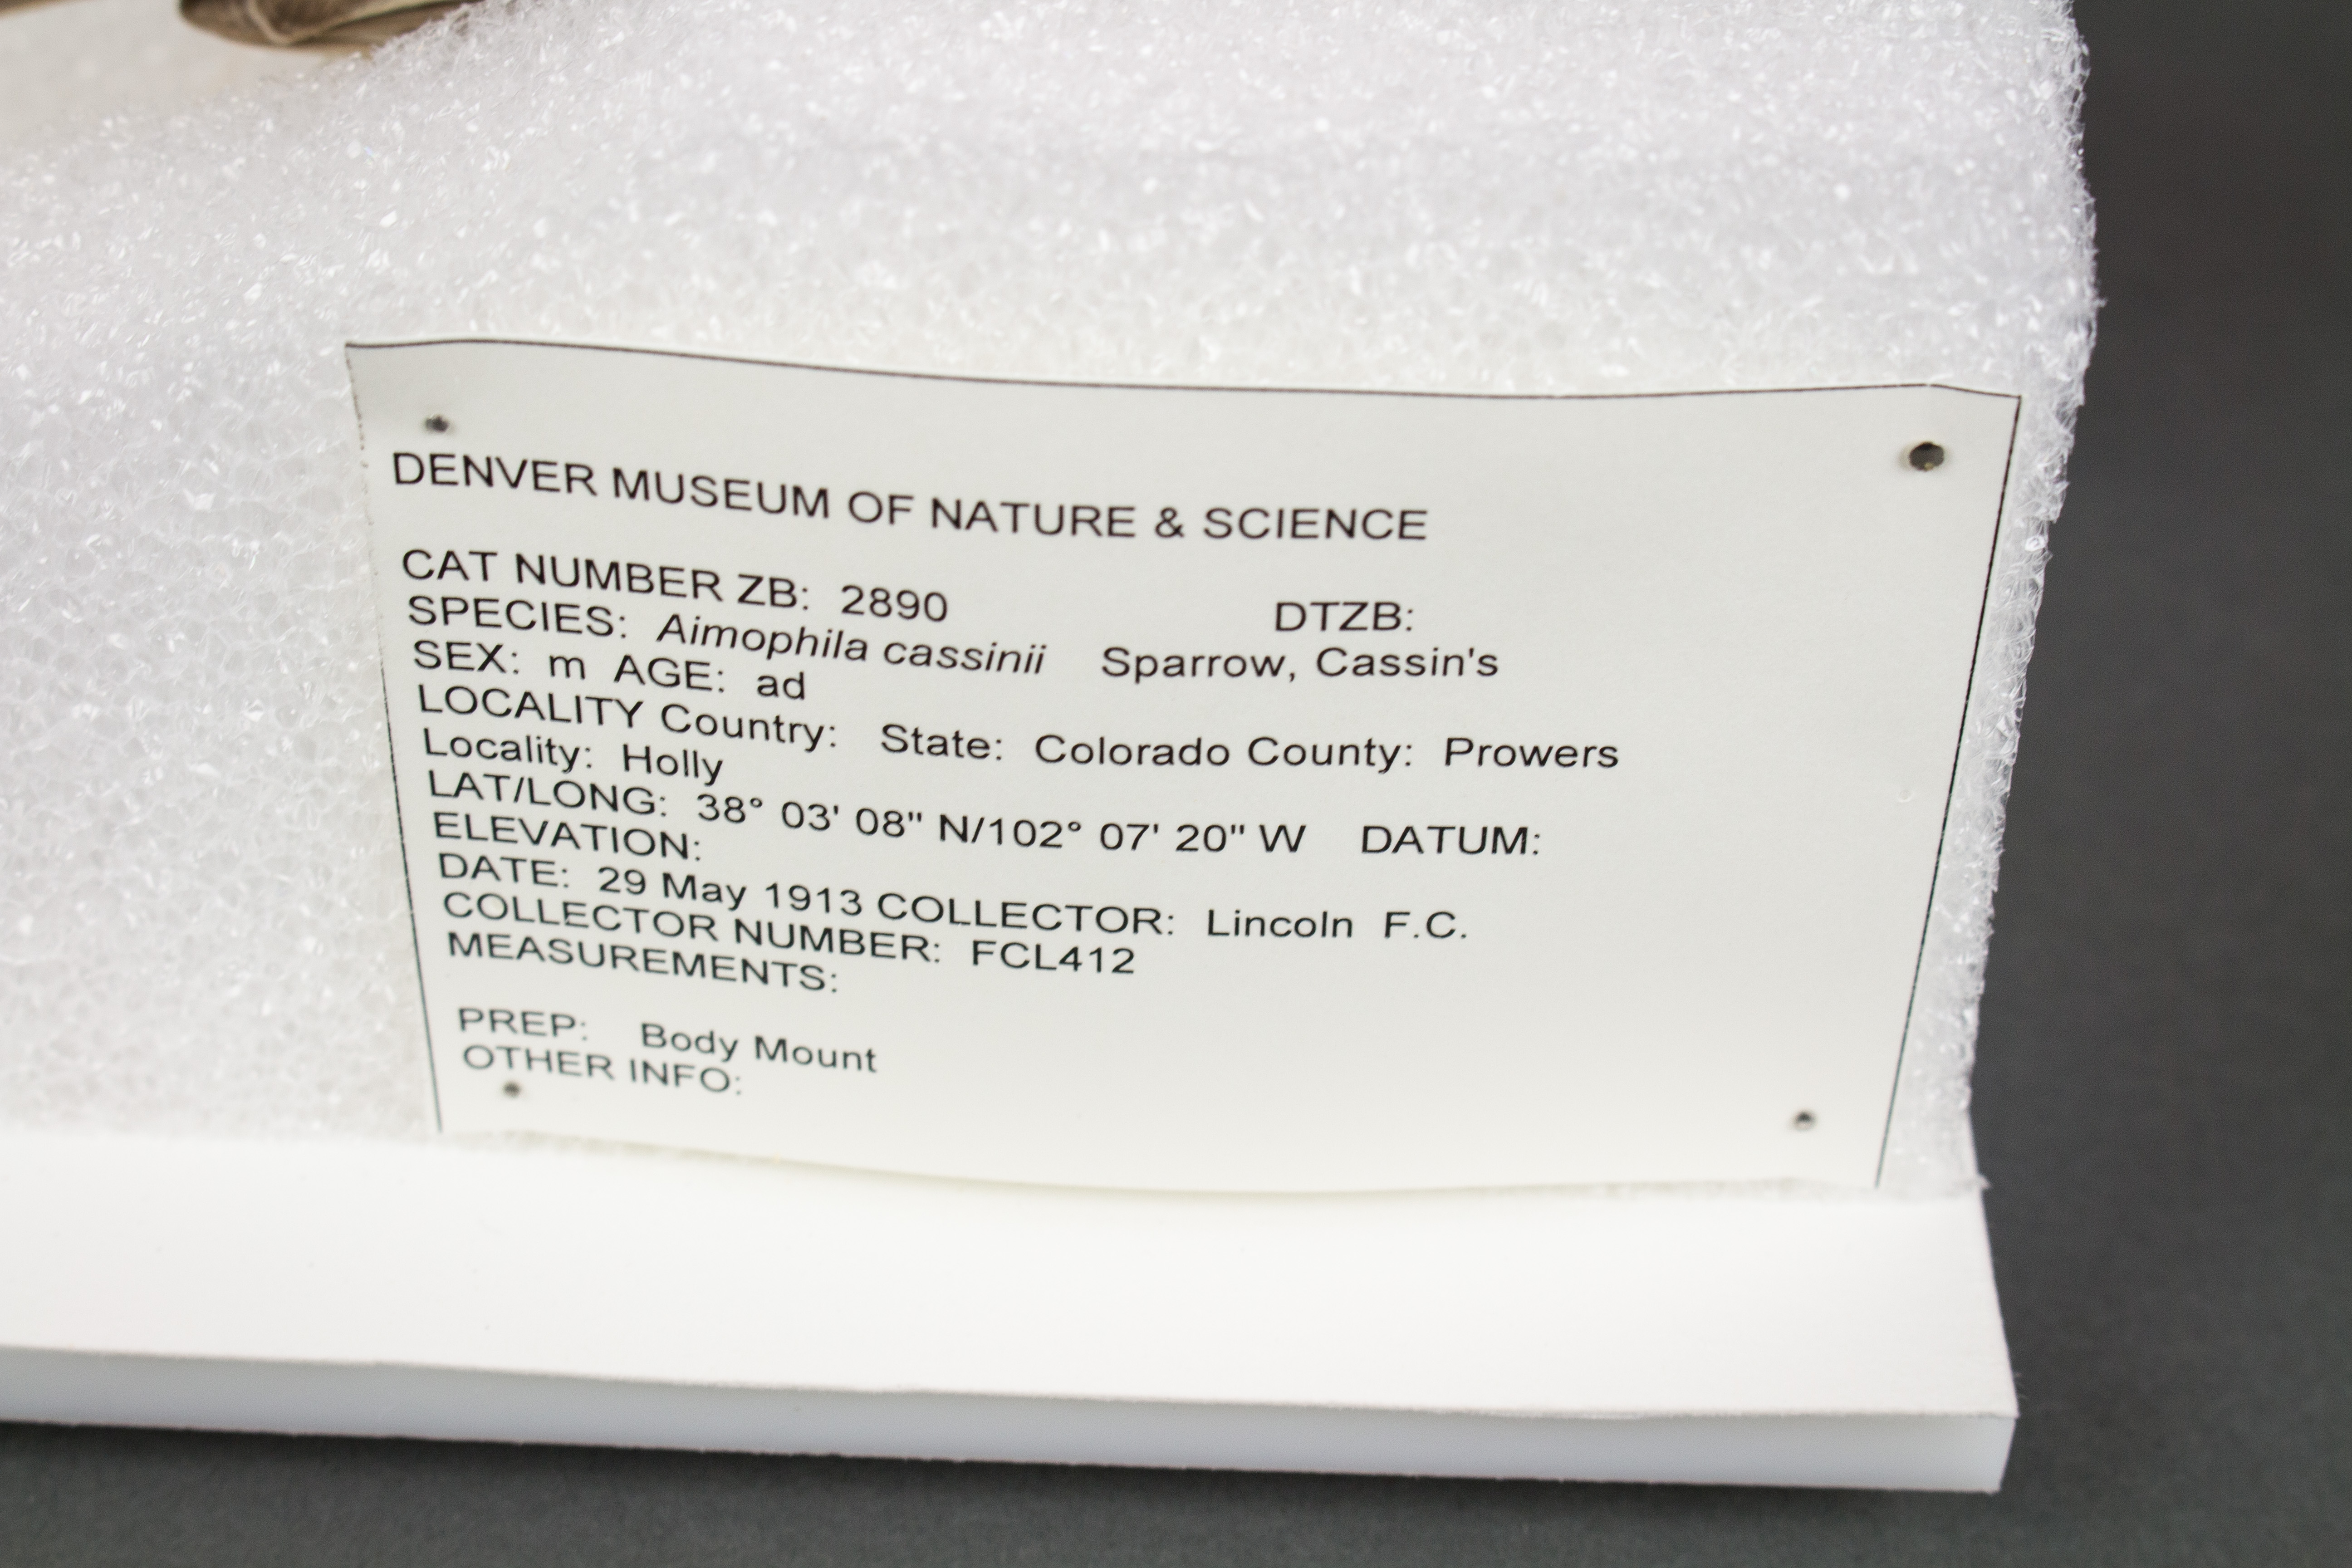 DENVER MUSEUM OF NATURE & SCIENCE
CAT NUMBER ZB: 2890 DTZB:
SPECIES: Aimophila cassinii Sparrow, Cassin's
SEX: m AGE: ad
LOCALITY Country: State: Colorado County: Prowers
Locality: Holly
LAT/LONG: 38° 03' 08" N/102° 07' 20" W DATUM:
ELEVATION:
DATE: 29 May 1913 COLLECTOR: Lincoln F.C.
COLLECTOR NUMBER: FCL412
MEASUREMENTS:
PREP: Body Mount
OTHER INFO: